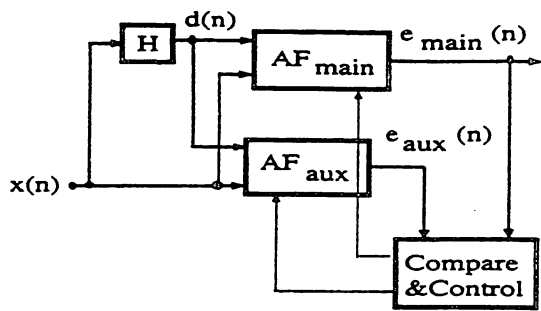 d(n)
H
AF main
e main (n)
AF aux
e aux (n)
x(n)
Compare
&Control